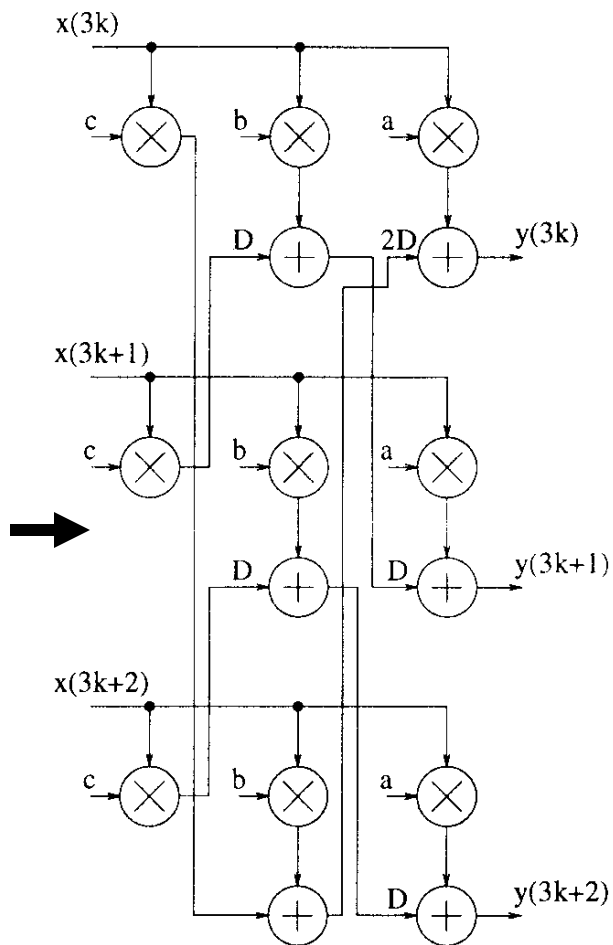 x(3k)
c
b
a
D
2D
y(3k)
x(3k+1)
c
b
a
D
D
y(3k+1)
x(3k+2)
c
b
a
D
y(3k+2)